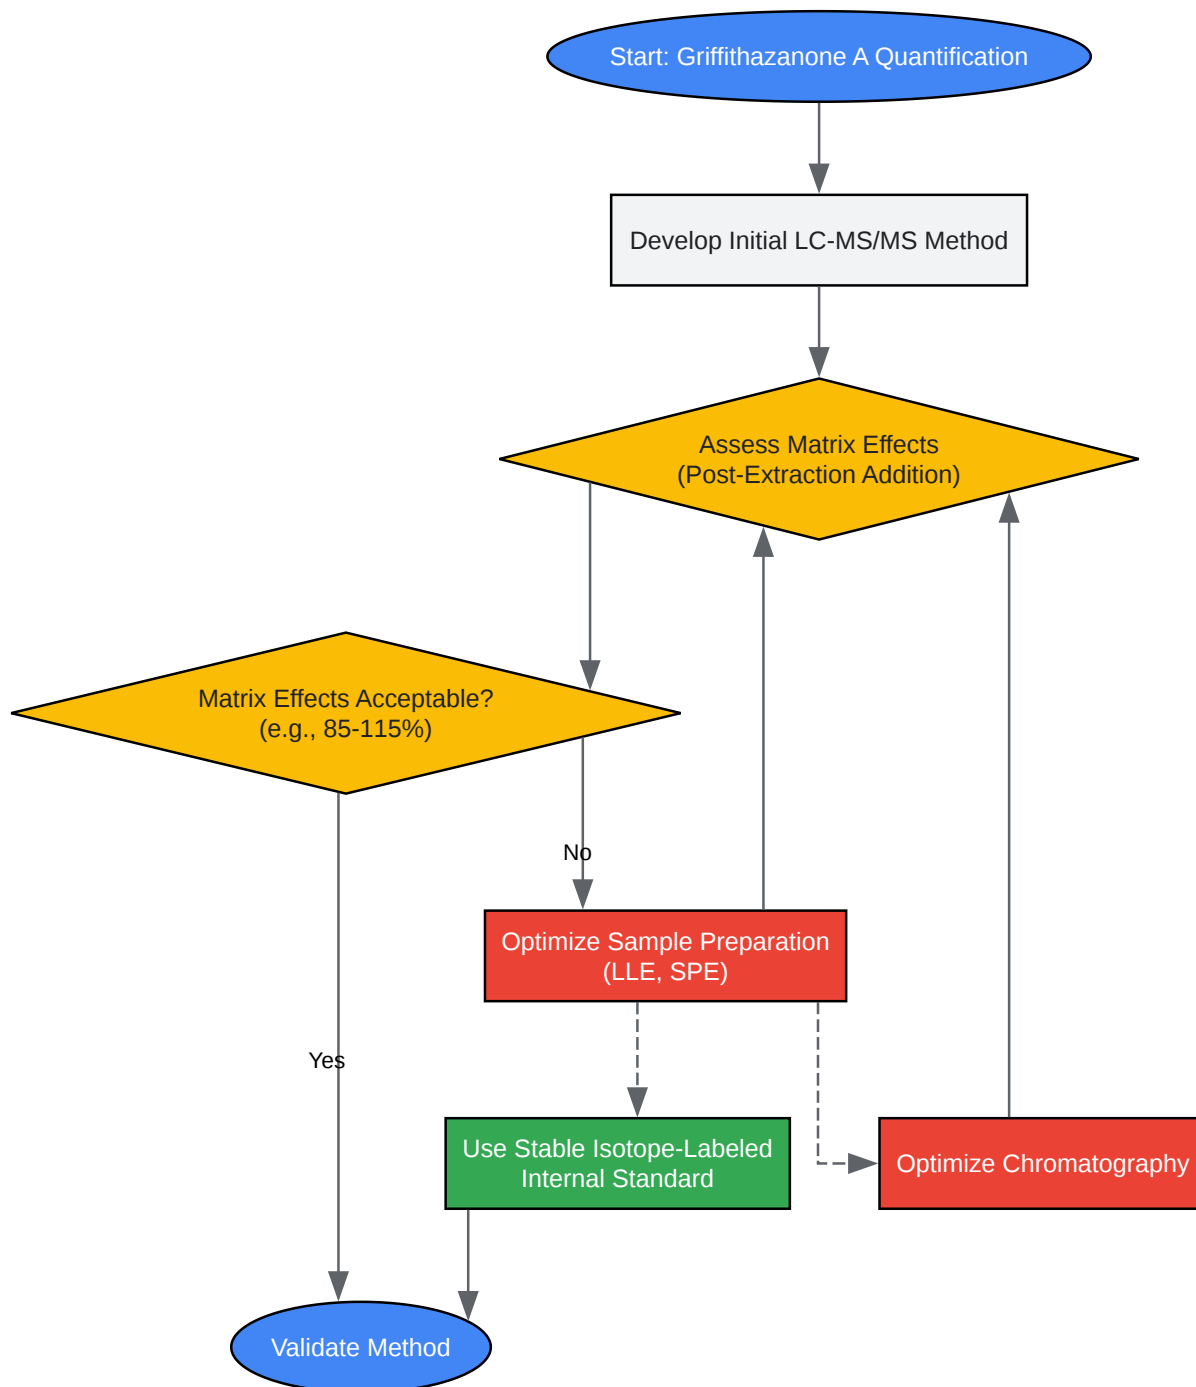 Start: Griffithazanone A Quantification
Develop Initial LC-MS/MS Method
Assess Matrix Effects
(Post-Extraction Addition)
Matrix Effects Acceptable?
(e.g., 85-115%)
No
Optimize Sample Preparation
(LLE, SPE)
Yes
Use Stable Isotope-Labeled
Internal Standard
Optimize Chromatography
Validate Method